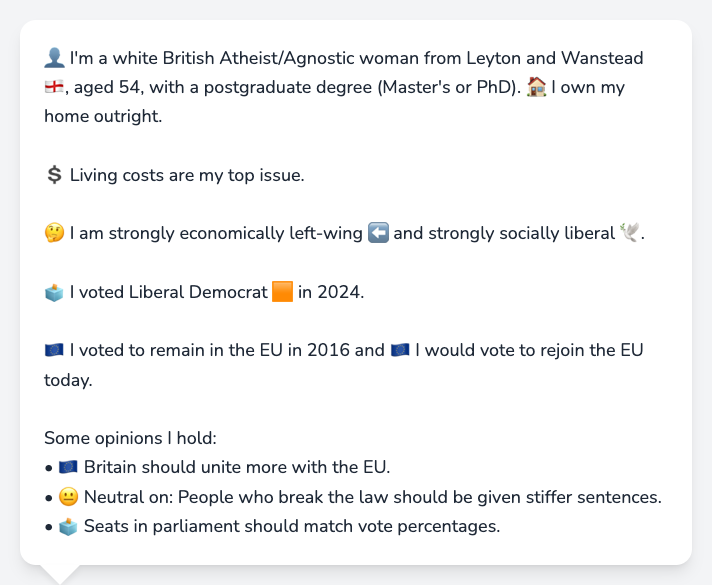 👤 I'm a white British Atheist/Agnostic woman from Leyton and Wanstead
🏴󠁧󠁢󠁥󠁮󠁧󠁿, aged 54, with a postgraduate degree (Master's or PhD). 🏠 I own my
home outright.
💲 Living costs are my top issue.
🤔 I am strongly economically left-wing ⬅️ and strongly socially liberal 🕊️.
🗳️ I voted Liberal Democrat 🟧 in 2024.
🇪🇺 I voted to remain in the EU in 2016 and 🇪🇺 I would vote to rejoin the EU
today.
Some opinions I hold:
• 🇪🇺 Britain should unite more with the EU.
• 😐 Neutral on: People who break the law should be given stiffer sentences.
• 🗳️ Seats in parliament should match vote percentages.